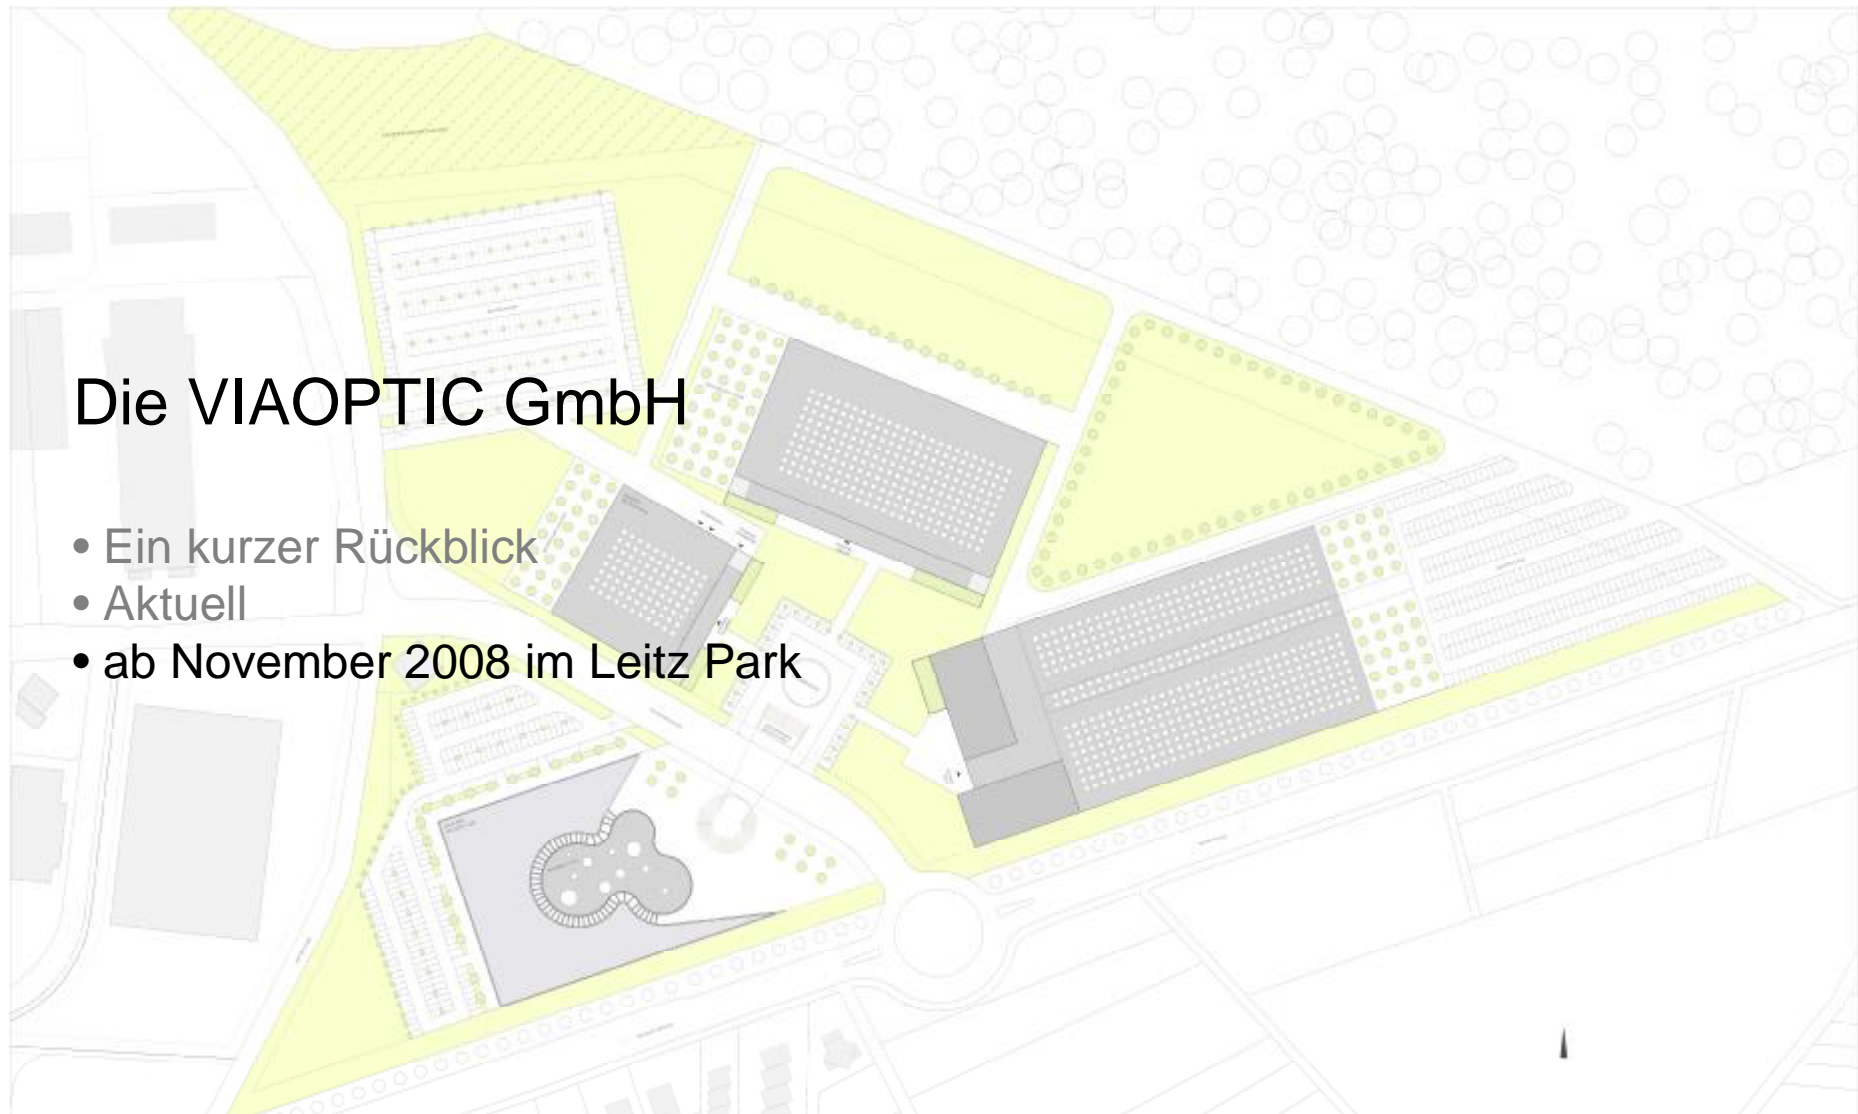 Die VIAOPTIC GmbH
• Ein kurzer Rückblick
• Aktuell
• ab November 2008 im Leitz Park